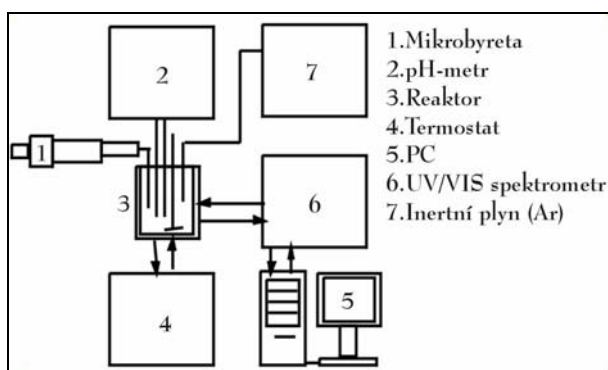 1.Mikrobyreta
2.pH-metr
3.Reaktor
4.Termostat
5.PC
6.UV/VIS spektrometr
7.Inertní plyn (Ar)
2
7
1
3
6
4
5